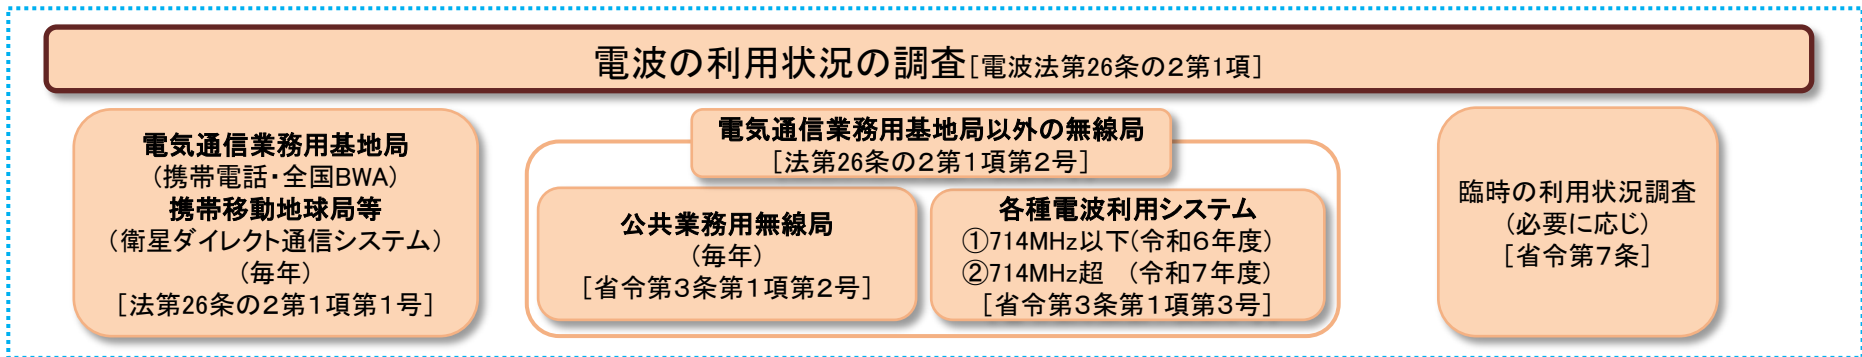 電波の利用状況の調査[電波法第26条の２第1項]
電気通信業務用基地局
(携帯電話・全国BWA)
携帯移動地球局等
(衛星ダイレクト通信システム)
(毎年)
[法第26条の２第１項第１号]
電気通信業務用基地局以外の無線局
[法第26条の２第１項第２号]
公共業務用無線局
(毎年)
[省令第３条第１項第２号]
各種電波利用システム
①714MHz以下(令和６年度)
②714MHz超　(令和７年度)
[省令第３条第１項第３号]
臨時の利用状況調査
(必要に応じ)
[省令第７条]